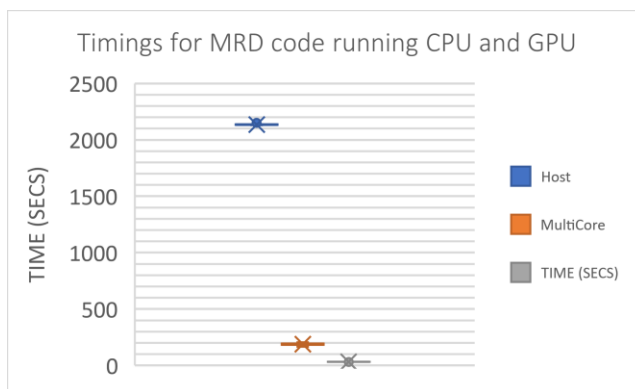 Timings for MRD code running CPU and GPU
2500
2000
1500
1000
500
0
TIME (SECS)
Host
MultiCore
TIME (SECS)